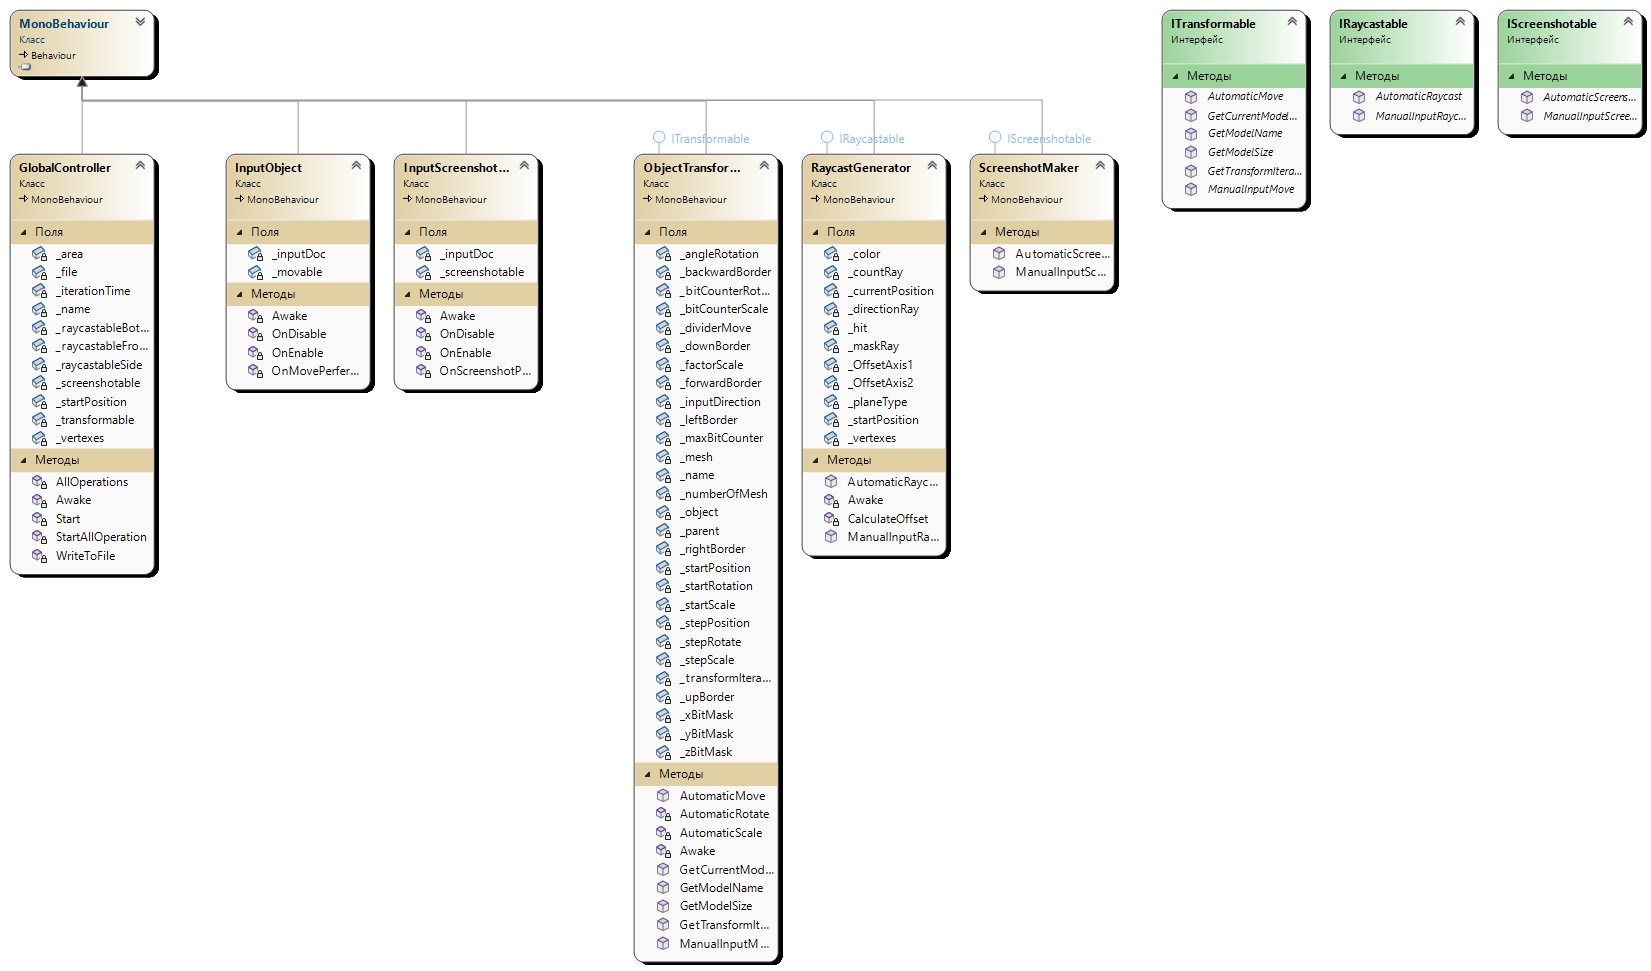 MonoBehaviour
Класс
Behaviour
GlobalController
Класс
MonoBehaviour
Поля
_area
_file
_iterationTime
_name
_raycastableBot...
_raycastableFro...
_raycastableSide
_screenshotable
_startPosition
_transformable
_vertexes
Методы
AllOperations
Awake
Start
StartAllOperation
WriteToFile
InputObject
Класс
MonoBehaviour
Поля
_inputDoc
_movable
Методы
Awake
OnDisable
OnEnable
OnMovePerfer...
InputScreenshot...
Класс
MonoBehaviour
Поля
_inputDoc
_screenshotable
Методы
Awake
OnDisable
OnEnable
OnScreenshotP...
ITransformable
ObjectTransfor...
Класс
MonoBehaviour
Поля
_angleRotation
_backwardBorder
_bitCounterRot...
_bitCounterScale
_dividerMove
_downBorder
_factorScale
_forwardBorder
_inputDirection
_leftBorder
_maxBitCounter
_mesh
_name
_numberOfMesh
_object
_parent
_rightBorder
_startPosition
_startRotation
_startScale
_stepPosition
_stepRotate
_stepScale
_transformItera...
_upBorder
_xBitMask
_yBitMask
_zBitMask
Методы
AutomaticMove
AutomaticRotate
AutomaticScale
Awake
GetCurrentMod...
GetModelName
GetModelSize
GetTransformIt...
ManualInputM...
IRaycastable
RaycastGenerator
Класс
MonoBehaviour
Поля
_color
_countRay
_currentPosition
_directionRay
_hit
_maskRay
_OffsetAxis1
_OffsetAxis2
_planeType
_startPosition
_vertexes
Методы
AutomaticRayc...
Awake
CalculateOffset
ManualInputRa...
IScreenshotable
ScreenshotMaker
Класс
MonoBehaviour
Методы
AutomaticScree...
ManualInputSc...
ITransformable
Интерфейс
Методы
AutomaticMove
GetCurrentModel...
GetModelName
GetModelSize
GetTransformItera...
ManualInputMove
IRaycastable
Интерфейс
Методы
AutomaticRaycast
ManualInputRayc...
IScreenshotable
Интерфейс
Методы
AutomaticScreens...
ManualInputScree...